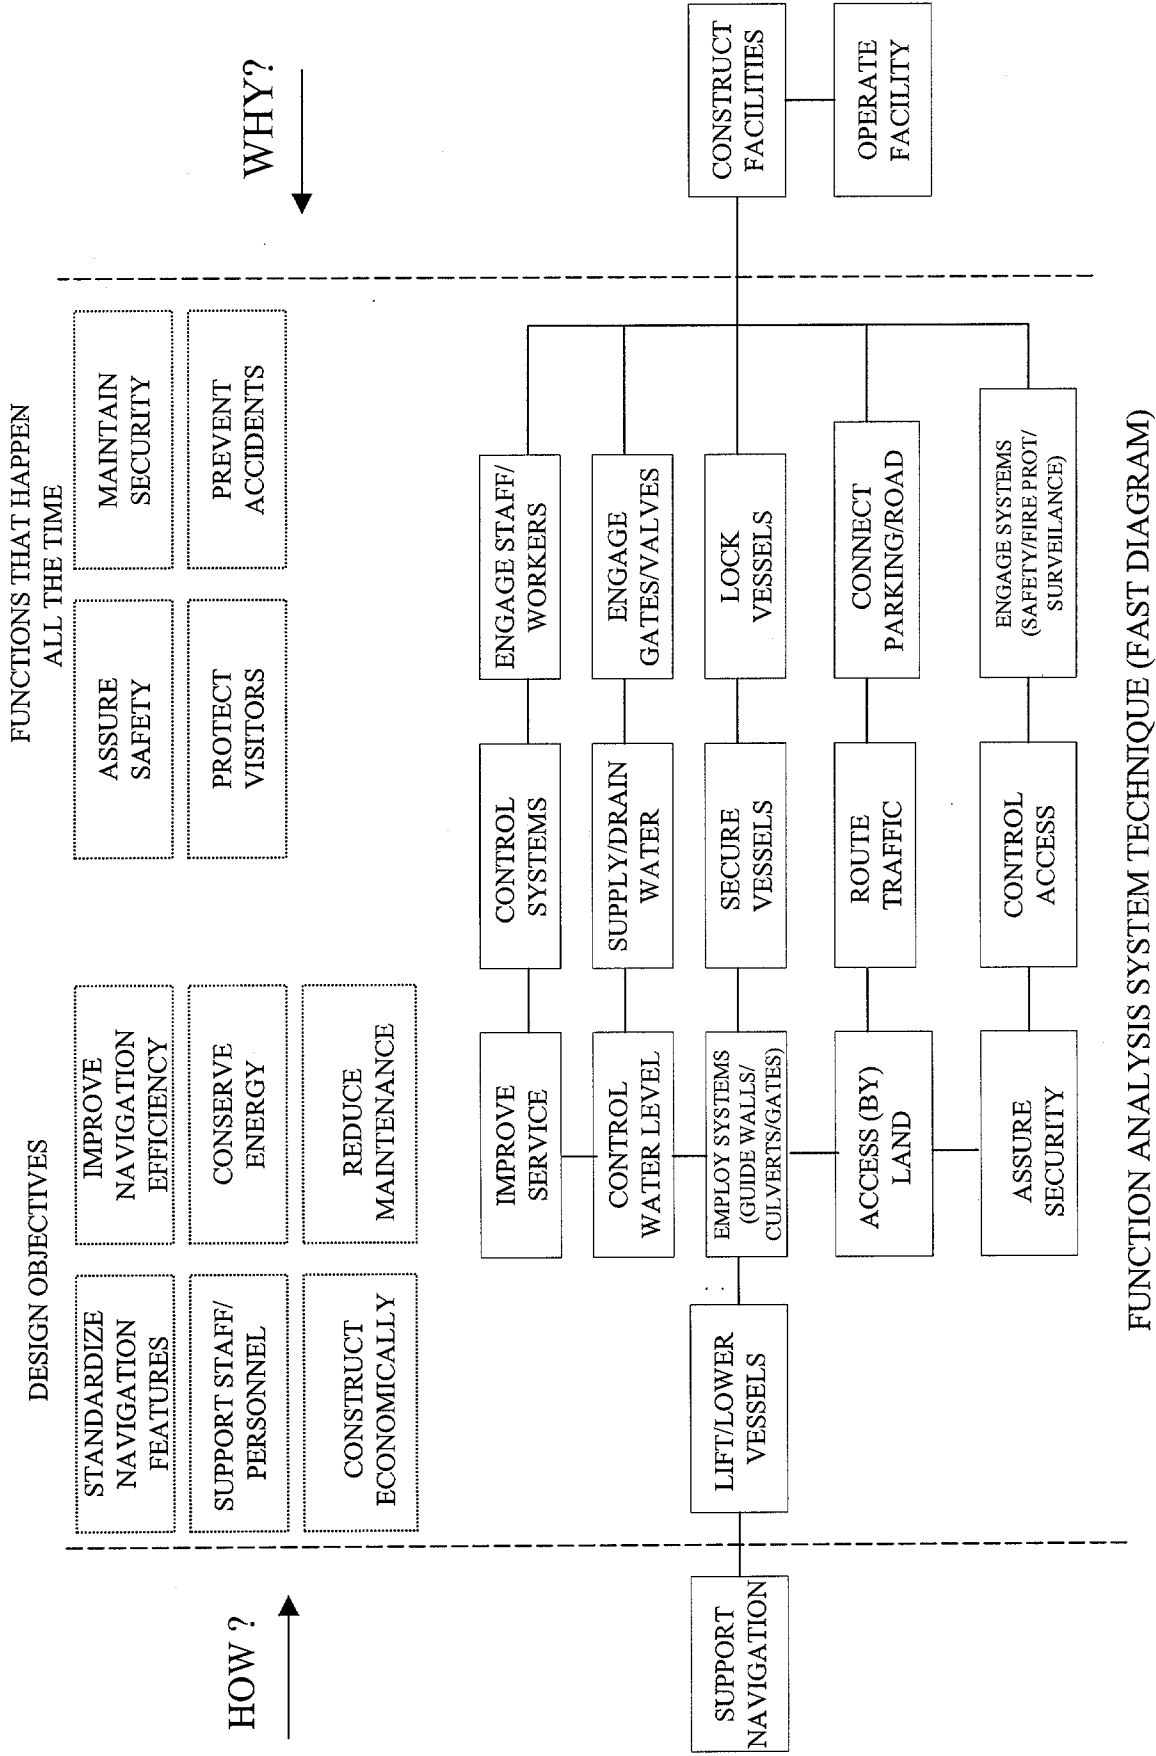 HOW ?
WHY?
DESIGN OBJECTIVES
FUNCTIONS THAT HAPPEN
ALL THE TIME
STANDARDIZE
NAVIGATION
FEATURES
IMPROVE
NAVIGATION
EFFICIENCY
ASSURE
SAFETY
MAINTAIN
SECURITY
SUPPORT STAFF/
PERSONNEL
CONSERVE
ENERGY
PROTECT
VISITORS
PREVENT
ACCIDENTS
CONSTRUCT
ECONOMICALLY
REDUCE
MAINTENANCE
IMPROVE
SERVICE
CONTROL
SYSTEMS
ENGAGE STAFF/
WORKERS
CONTROL
WATER LEVEL
SUPPLY/DRAIN
WATER
ENGAGE
GATES/VALVES
SUPPORT
NAVIGATION
LIFT/LOWER
VESSELS
EMPLOY SYSTEMS
(GUIDE WALLS/
CULVERTS/GATES)
SECURE
VESSELS
LOCK
VESSELS
CONSTRUCT
FACILITIES
ACCESS (BY)
LAND
ROUTE
TRAFFIC
CONNECT
PARKING/ROAD
OPERATE
FACILITY
ASSURE
SECURITY
CONTROL
ACCESS
ENGAGE SYSTEMS
(SAFETY/FIRE PROT/
SURVEILANCE)
FUNCTION ANALYSIS SYSTEM TECHNIQUE (FAST DIAGRAM)